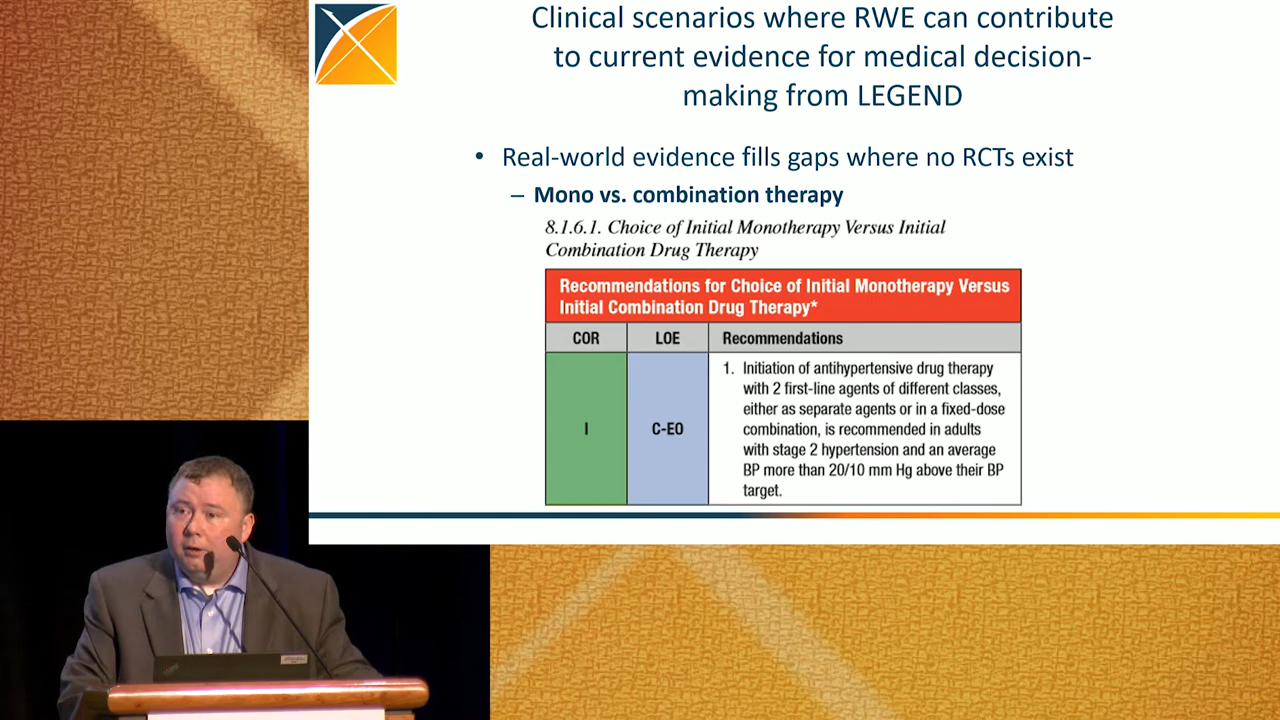 Clinical scenarios where RWE can contribute
to current evidence for medical decision-
making from LEGEND
• Real-world evidence fills gaps where no RCTs exist
– Mono vs. combination therapy
8.1.6.1. Choice of Initial Monotherapy Versus Initial
Combination Drug Therapy
Recommendations for Choice of Initial Monotherapy Versus
Initial Combination Drug Therapy*
COR LOE Recommendations
I C-EO 1. Initiation of antihypertensive drug therapy
with 2 first-line agents of different classes,
either as separate agents or in a fixed-dose
combination, is recommended in adults
with stage 2 hypertension and an average
BP more than 20/10 mm Hg above their BP
target.